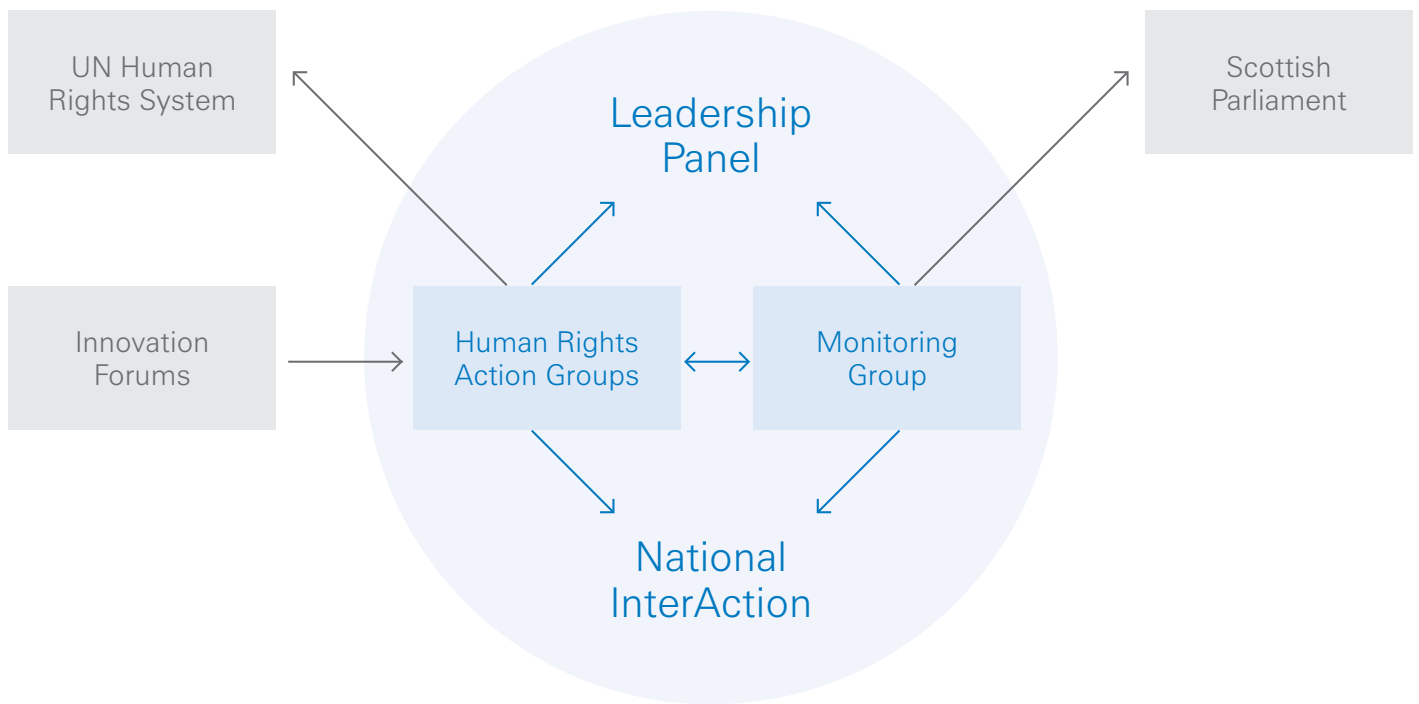 UN Human
Rights System
Scottish
Parliament
Leadership
Panel
Innovation
Forums
Human Rights
Action Groups
Monitoring
Group
National
InterAction